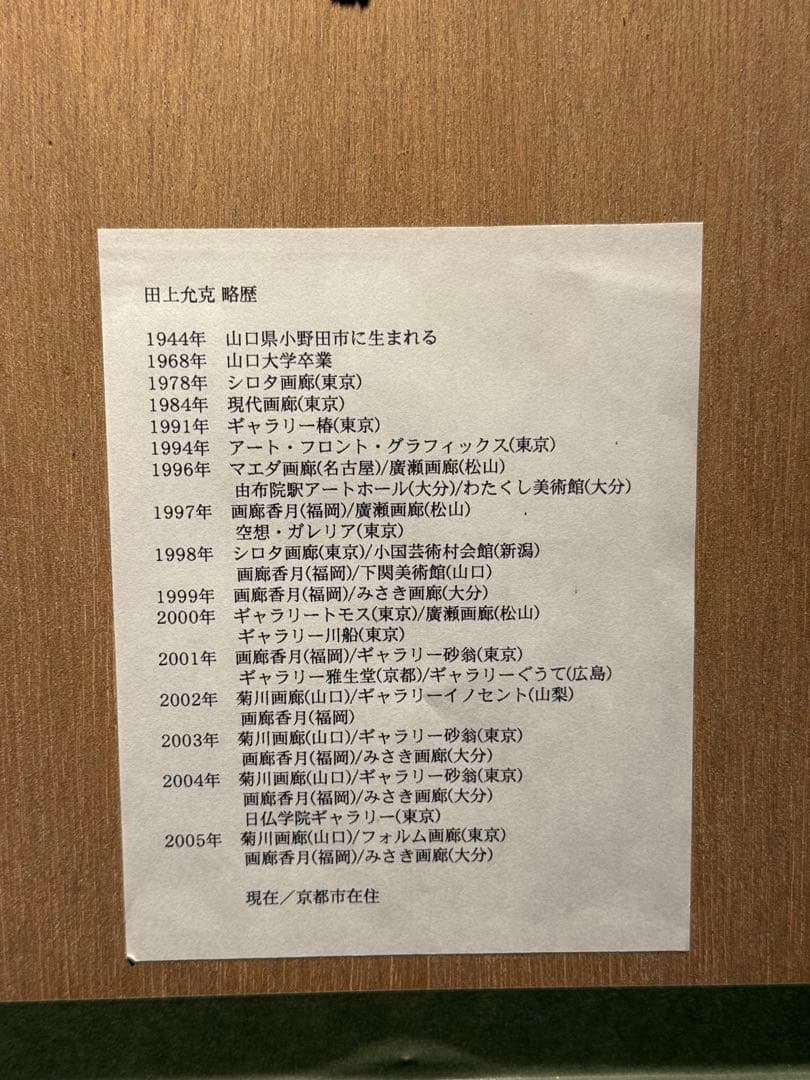 田上允克 略歴
1944年 山口県小野田市に生まれる
1968年 山口大学卒業
1978年 シロタ画廊(東京)
1984年 現代画廊(東京)
1991年 ギャラリー椿(東京)
1994年 アート・フロント・グラフィックス(東京)
1996年 マエダ画廊(名古屋)/廣瀬画廊(松山)
由布院駅アートホール(大分)/わたくし美術館(大分)
1997年 画廊香月(福岡)/廣瀬画廊(松山)
空想・ガレリア(東京)
1998年 シロタ画廊(東京)/小国芸術村会館(新潟)
画廊香月(福岡)/下関美術館(山口)
1999年 画廊香月(福岡)/みさき画廊(大分)
2000年 ギャラリートモス(東京)/廣瀬画廊(松山)
ギャラリー川船(東京)
2001年 画廊香月(福岡)/ギャラリー砂翁(東京)
ギャラリー雅生堂(京都)/ギャラリーぐうて(広島)
2002年 菊川画廊(山口)/ギャラリーイノセント(山梨)
画廊香月(福岡)
2003年 菊川画廊(山口)/ギャラリー砂翁(東京)
画廊香月(福岡)/みさき画廊(大分)
2004年 菊川画廊(山口)/ギャラリー砂翁(東京)
画廊香月(福岡)/みさき画廊(大分)
日仏学院ギャラリー(東京)
2005年 菊川画廊(山口)/フォルム画廊(東京)
画廊香月(福岡)/みさき画廊(大分)
現在／京都市在住